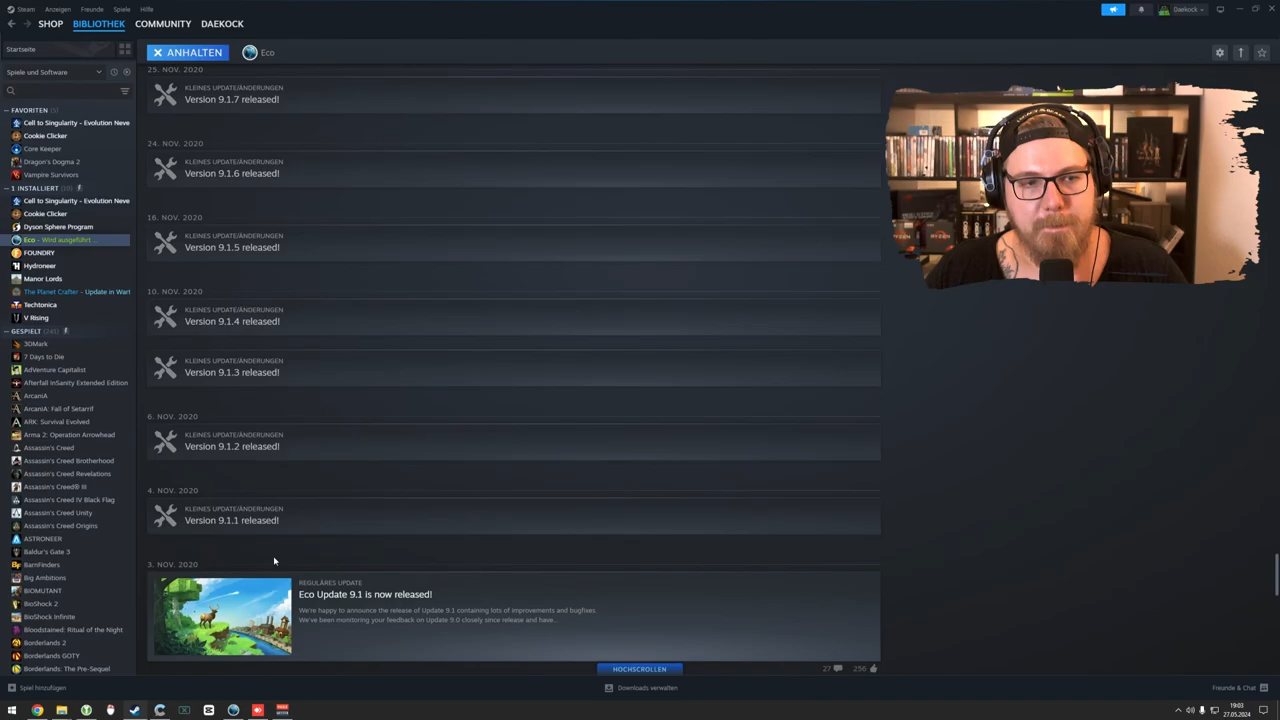 Steam Anzeigen Freunde Spiele Hilfe
Daekock
SHOP BIBLIOTHEK COMMUNITY DAEKOCK
Startseite
ANHALTEN Eco
Spiele und Software
FAVORITEN
Cell to Singularity - Evolution Neve
Cookie Clicker
Core Keeper
Dragon's Dogma 2
Vampire Survivors
1 INSTALLIERT (10)
Cell to Singularity - Evolution Neve
Cookie Clicker
Dyson Sphere Program
Eco - Wird ausgeführt ...
FOUNDRY
Hydroneer
Manor Lords
The Planet Crafter - Update in Wart
Techtonica
V Rising
GESPIELT (241)
3DMark
7 Days to Die
AdVenture Capitalist
Afterfall InSanity Extended Edition
ArcaniA
ArcaniA: Fall of Setarrif
ARK: Survival Evolved
Arma 2: Operation Arrowhead
Assassin's Creed
Assassin's Creed Brotherhood
Assassin's Creed Revelations
Assassin's Creed® III
Assassin's Creed IV Black Flag
Assassin's Creed Unity
Assassin's Creed Origins
ASTRONEER
Baldur's Gate 3
BarnFinders
Big Ambitions
BIOMUTANT
BioShock 2
BioShock Infinite
Bloodstained: Ritual of the Night
Borderlands 2
Borderlands GOTY
Borderlands: The Pre-Sequel
25. NOV. 2020
KLEINES UPDATE/ÄNDERUNGEN
Version 9.1.7 released!
24. NOV. 2020
KLEINES UPDATE/ÄNDERUNGEN
Version 9.1.6 released!
16. NOV. 2020
KLEINES UPDATE/ÄNDERUNGEN
Version 9.1.5 released!
10. NOV. 2020
KLEINES UPDATE/ÄNDERUNGEN
Version 9.1.4 released!
KLEINES UPDATE/ÄNDERUNGEN
Version 9.1.3 released!
6. NOV. 2020
KLEINES UPDATE/ÄNDERUNGEN
Version 9.1.2 released!
4. NOV. 2020
KLEINES UPDATE/ÄNDERUNGEN
Version 9.1.1 released!
3. NOV. 2020
REGULÄRES UPDATE
Eco Update 9.1 is now released!
We're happy to announce the release of Update 9.1 containing lots of improvements and bugfixes.
We've been monitoring your feedback on Update 9.0 closely since release and have...
HOCHSCROLLEN
27 256
Spiel hinzufügen
Downloads verwalten
Freunde & Chat
19:03
27.05.2024